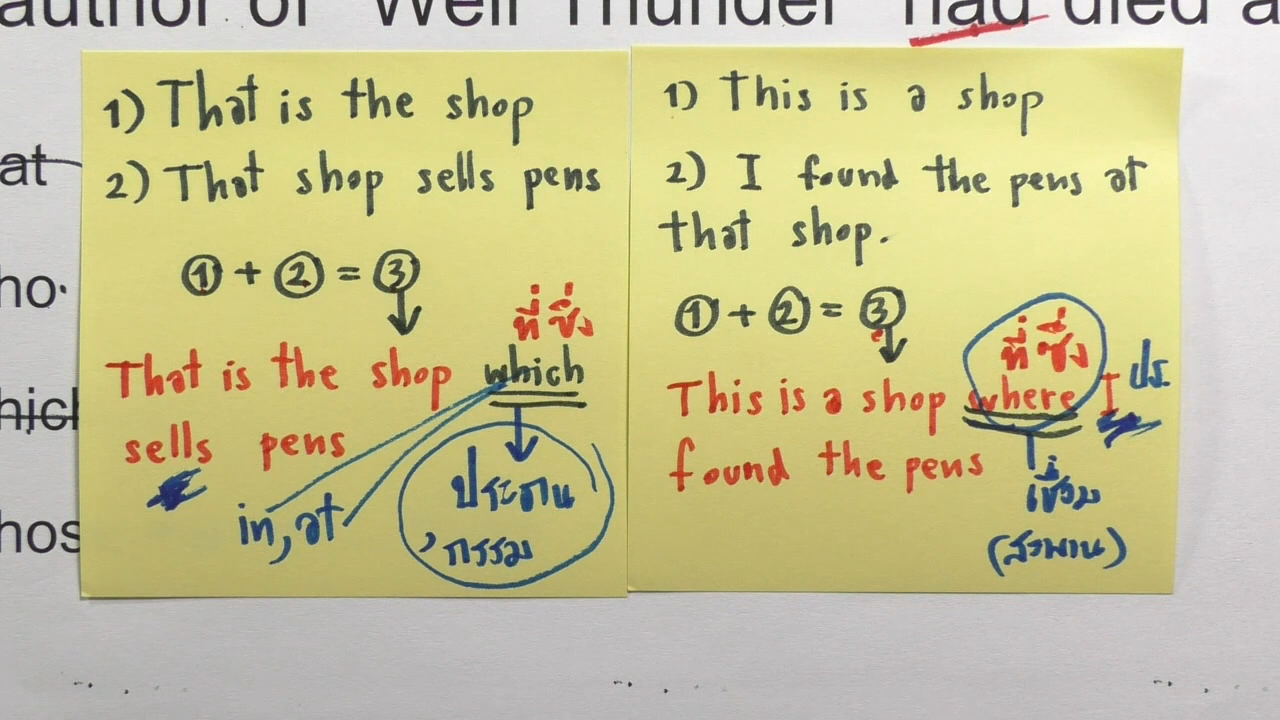 author of "Well Thunder" had died a
at
ho
hich
hos
1) That is the shop
2) That shop sells pens
① + ② = ③
ที่ ซึ่ง
That is the shop which
sells pens
in, at
ประธาน
, กรรม
1) This is a shop
2) I found the pens at
that shop.
① + ② = ③
ที่ ซึ่ง
This is a shop where I
ปร.
found the pens
เชื่อม
(สะพาน)